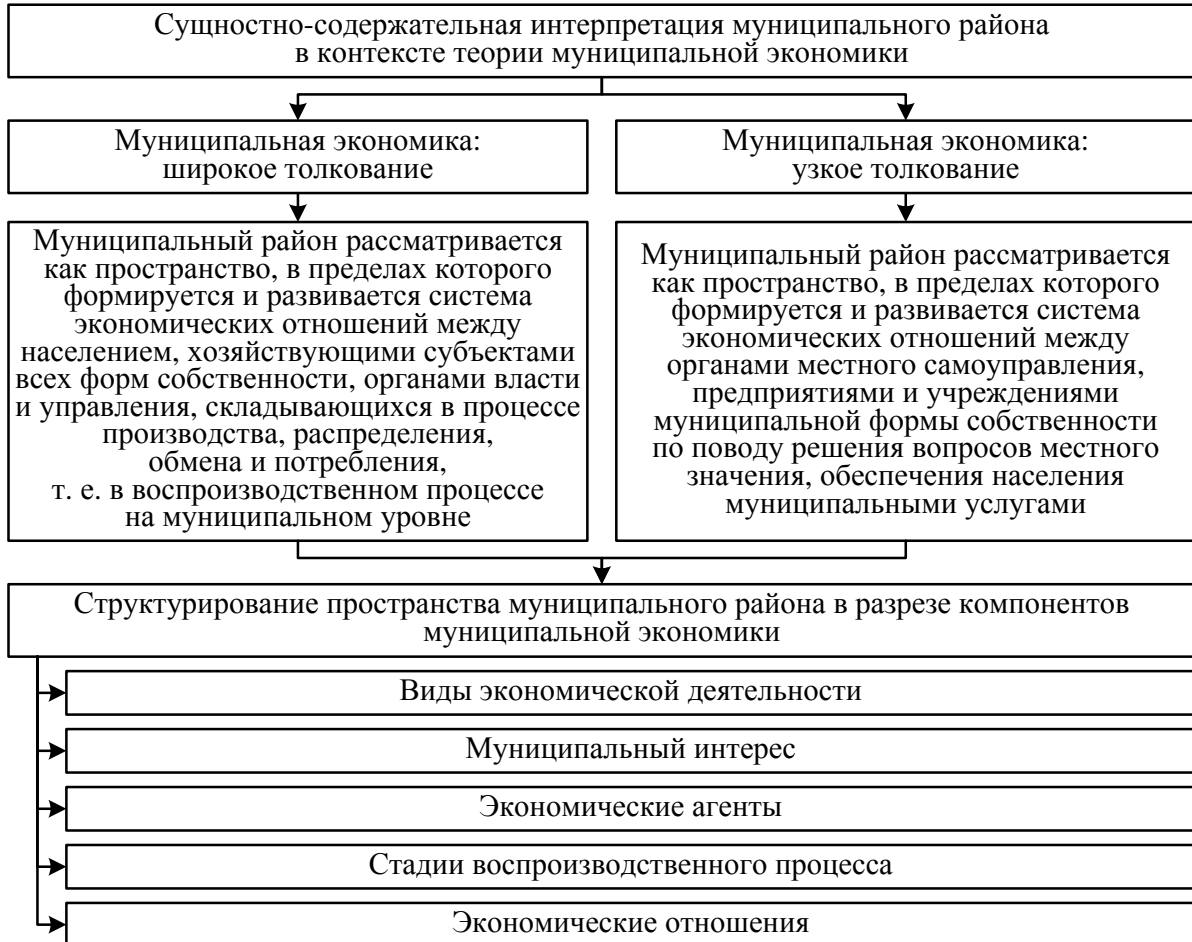 Сущностно-содержательная интерпретация муниципального района
в контексте теории муниципальной экономики
Муниципальная экономика:
широкое толкование
Муниципальная экономика:
узкое толкование
Муниципальный район рассматривается
как пространство, в пределах которого
формируется и развивается система
экономических отношений между
населением, хозяйствующими субъектами
всех форм собственности, органами власти
и управления, складывающихся в процессе
производства, распределения,
обмена и потребления,
т. е. в воспроизводственном процессе
на муниципальном уровне
Муниципальный район рассматривается
как пространство, в пределах которого
формируется и развивается система
экономических отношений между
органами местного самоуправления,
предприятиями и учреждениями
муниципальной формы собственности
по поводу решения вопросов местного
значения, обеспечения населения
муниципальными услугами
Структурирование пространства муниципального района в разрезе компонентов
муниципальной экономики
Виды экономической деятельности
Муниципальный интерес
Экономические агенты
Стадии воспроизводственного процесса
Экономические отношения